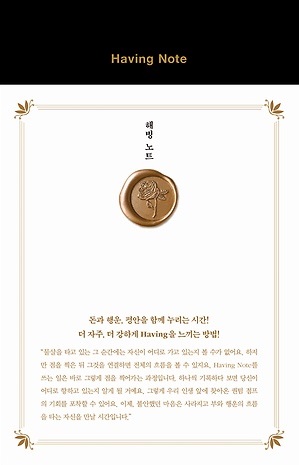 Having Note
해빙 노트
돈과 행운, 평안을 함께 누리는 시간!
더 자주, 더 강하게 Having을 느끼는 방법!
“물살을 타고 있는 그 순간에는 자신이 어디로 가고 있는지 볼 수가 없어요. 하지
만 점을 찍은 뒤 그것을 연결하면 전체의 흐름을 볼 수 있지요. Having Note를
쓰는 일은 바로 그렇게 점을 찍어가는 과정입니다. 하나씩 기록하다 보면 당신이
어디로 향하고 있는지 알게 될 거예요. 그렇게 우리 인생 앞에 찾아온 퀀텀 점프
의 기회를 포착할 수 있어요. 이제, 불안했던 마음은 사라지고 부와 행운의 흐름
을 타는 자신을 만날 시간입니다.”